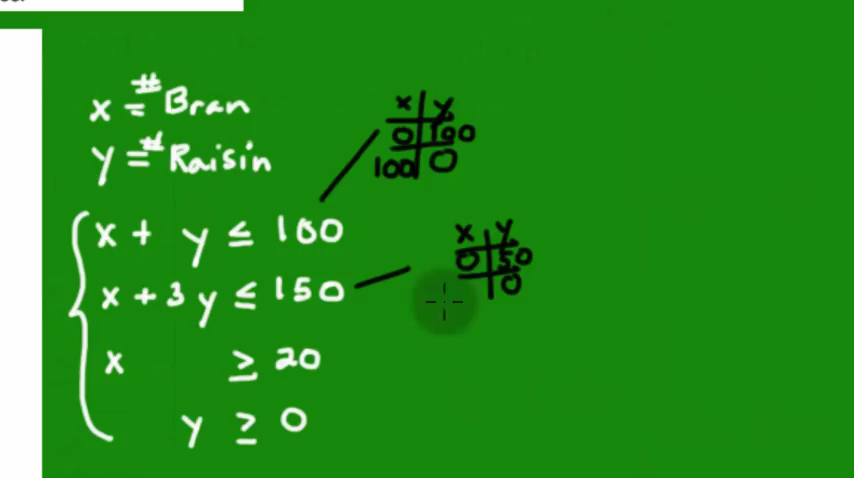 x = # Bran
y = # Raisin
x + y ≤ 100
x + 3y ≤ 150
x ≥ 20
y ≥ 0
x y
0 100
100 0
x y
0 50
0